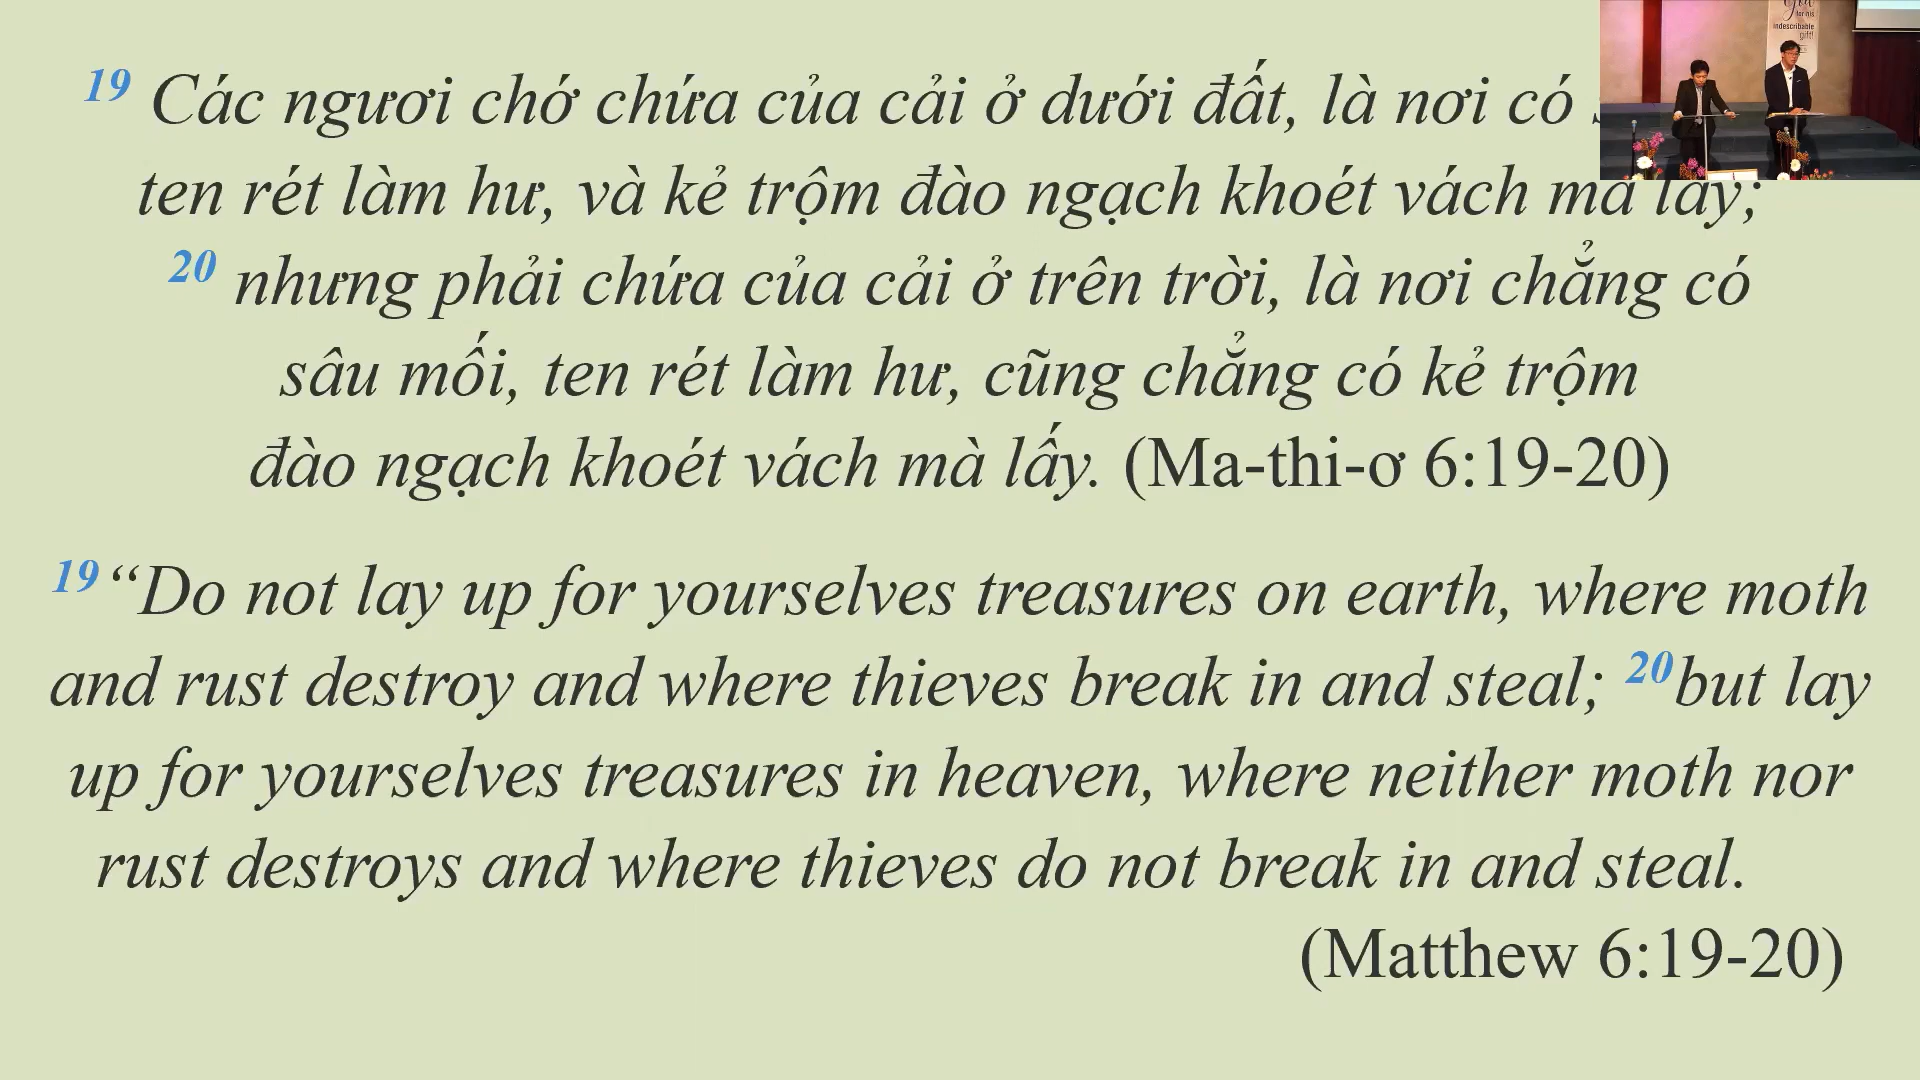 19 Các ngươi chớ chứa của cải ở dưới đất, là nơi có
ten rét làm hư, và kẻ trộm đào ngạch khoét vách mà lấy;
20 nhưng phải chứa của cải ở trên trời, là nơi chẳng có
sâu mối, ten rét làm hư, cũng chẳng có kẻ trộm
đào ngạch khoét vách mà lấy. (Ma-thi-ơ 6:19-20)
19 “Do not lay up for yourselves treasures on earth, where moth
and rust destroy and where thieves break in and steal; 20 but lay
up for yourselves treasures in heaven, where neither moth nor
rust destroys and where thieves do not break in and steal.
(Matthew 6:19-20)
God
for his
indescribable
gift!